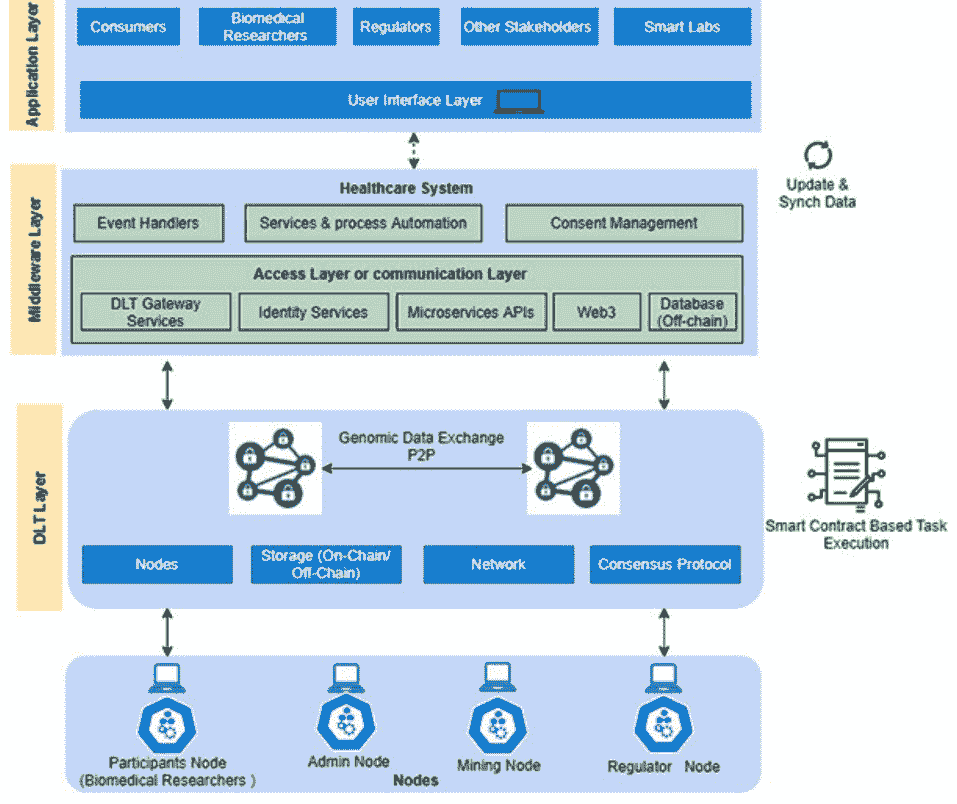 Application Layer
Consumers
Biomedical
Researchers
Regulators
Other Stakeholders
Smart Labs
User Interface Layer
Update &
Synch Data
Middleware Layer
Healthcare System
Event Handlers
Services & process Automation
Consent Management
Access Layer or communication Layer
DLT Gateway
Services
Identity Services
Microservices APIs
Web3
Database
(Off-chain)
DLT Layer
Genomic Data Exchange
P2P
Smart Contract Based Task
Execution
Nodes
Storage (On-Chain/
Off-Chain)
Network
Consensus Protocol
Participants Node
(Biomedical Researchers )
Admin Node
Mining Node
Regulator Node
Nodes